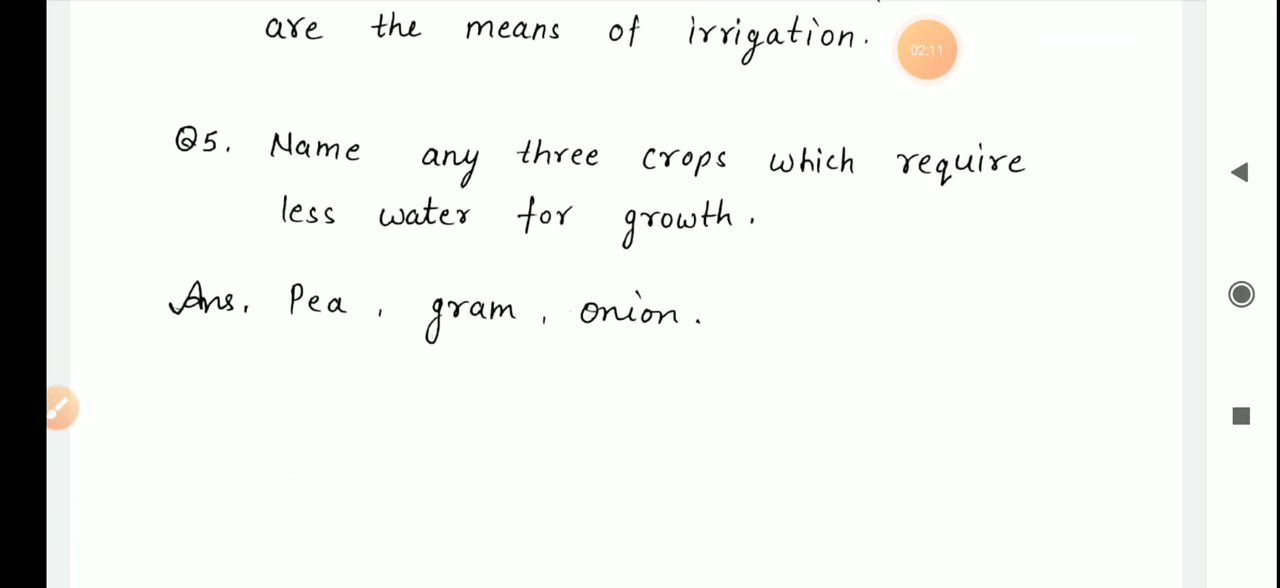 are the means of irrigation.
02:11
Q5. Name any three crops which require
less water for growth.
Ans. Pea, gram, onion.